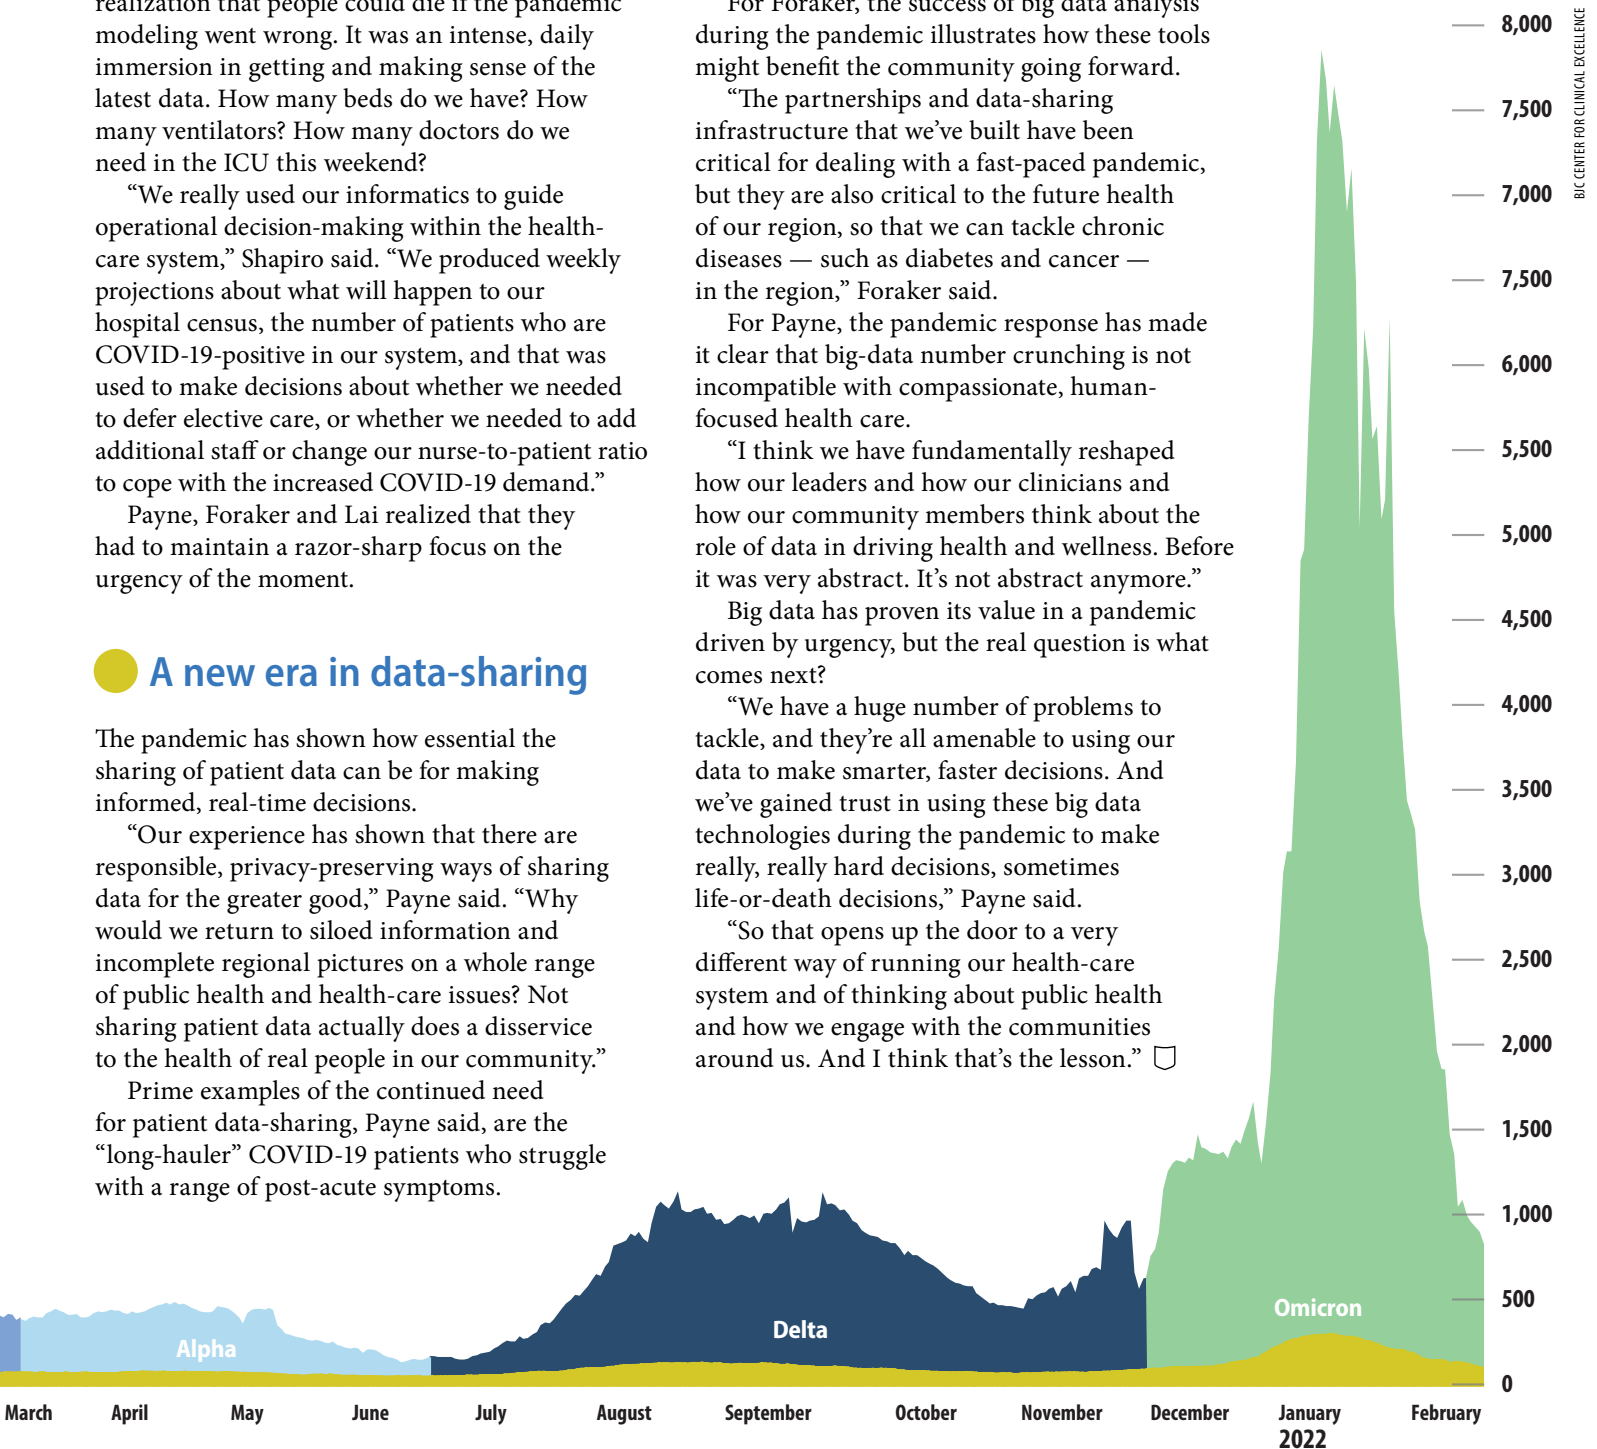 realization that people could die if the pandemic
modeling went wrong. It was an intense, daily
immersion in getting and making sense of the
latest data. How many beds do we have? How
many ventilators? How many doctors do we
need in the ICU this weekend?
“We really used our informatics to guide
operational decision-making within the health-
care system,” Shapiro said. “We produced weekly
projections about what will happen to our
hospital census, the number of patients who are
COVID-19-positive in our system, and that was
used to make decisions about whether we needed
to defer elective care, or whether we needed to add
additional staff or change our nurse-to-patient ratio
to cope with the increased COVID-19 demand.”
Payne, Foraker and Lai realized that they
had to maintain a razor-sharp focus on the
urgency of the moment.
A new era in data-sharing
The pandemic has shown how essential the
sharing of patient data can be for making
informed, real-time decisions.
“Our experience has shown that there are
responsible, privacy-preserving ways of sharing
data for the greater good,” Payne said. “Why
would we return to siloed information and
incomplete regional pictures on a whole range
of public health and health-care issues? Not
sharing patient data actually does a disservice
to the health of real people in our community.”
Prime examples of the continued need
for patient data-sharing, Payne said, are the
“long-hauler” COVID-19 patients who struggle
with a range of post-acute symptoms.
For Foraker, the success of big data analysis
during the pandemic illustrates how these tools
might benefit the community going forward.
“The partnerships and data-sharing
infrastructure that we’ve built have been
critical for dealing with a fast-paced pandemic,
but they are also critical to the future health
of our region, so that we can tackle chronic
diseases — such as diabetes and cancer —
in the region,” Foraker said.
For Payne, the pandemic response has made
it clear that big-data number crunching is not
incompatible with compassionate, human-
focused health care.
“I think we have fundamentally reshaped
how our leaders and how our clinicians and
how our community members think about the
role of data in driving health and wellness. Before
it was very abstract. It’s not abstract anymore.”
Big data has proven its value in a pandemic
driven by urgency, but the real question is what
comes next?
“We have a huge number of problems to
tackle, and they’re all amenable to using our
data to make smarter, faster decisions. And
we’ve gained trust in using these big data
technologies during the pandemic to make
really, really hard decisions, sometimes
life-or-death decisions,” Payne said.
“So that opens up the door to a very
different way of running our health-care
system and of thinking about public health
and how we engage with the communities
around us. And I think that’s the lesson.”
8,000
7,500
7,000
7,500
6,000
5,500
5,000
4,500
4,000
3,500
3,000
2,500
2,000
1,500
1,000
500
0
BJC CENTER FOR CLINICAL EXCELLENCE
Alpha
Delta
Omicron
March
April
May
June
July
August
September
October
November
December
January
2022
February